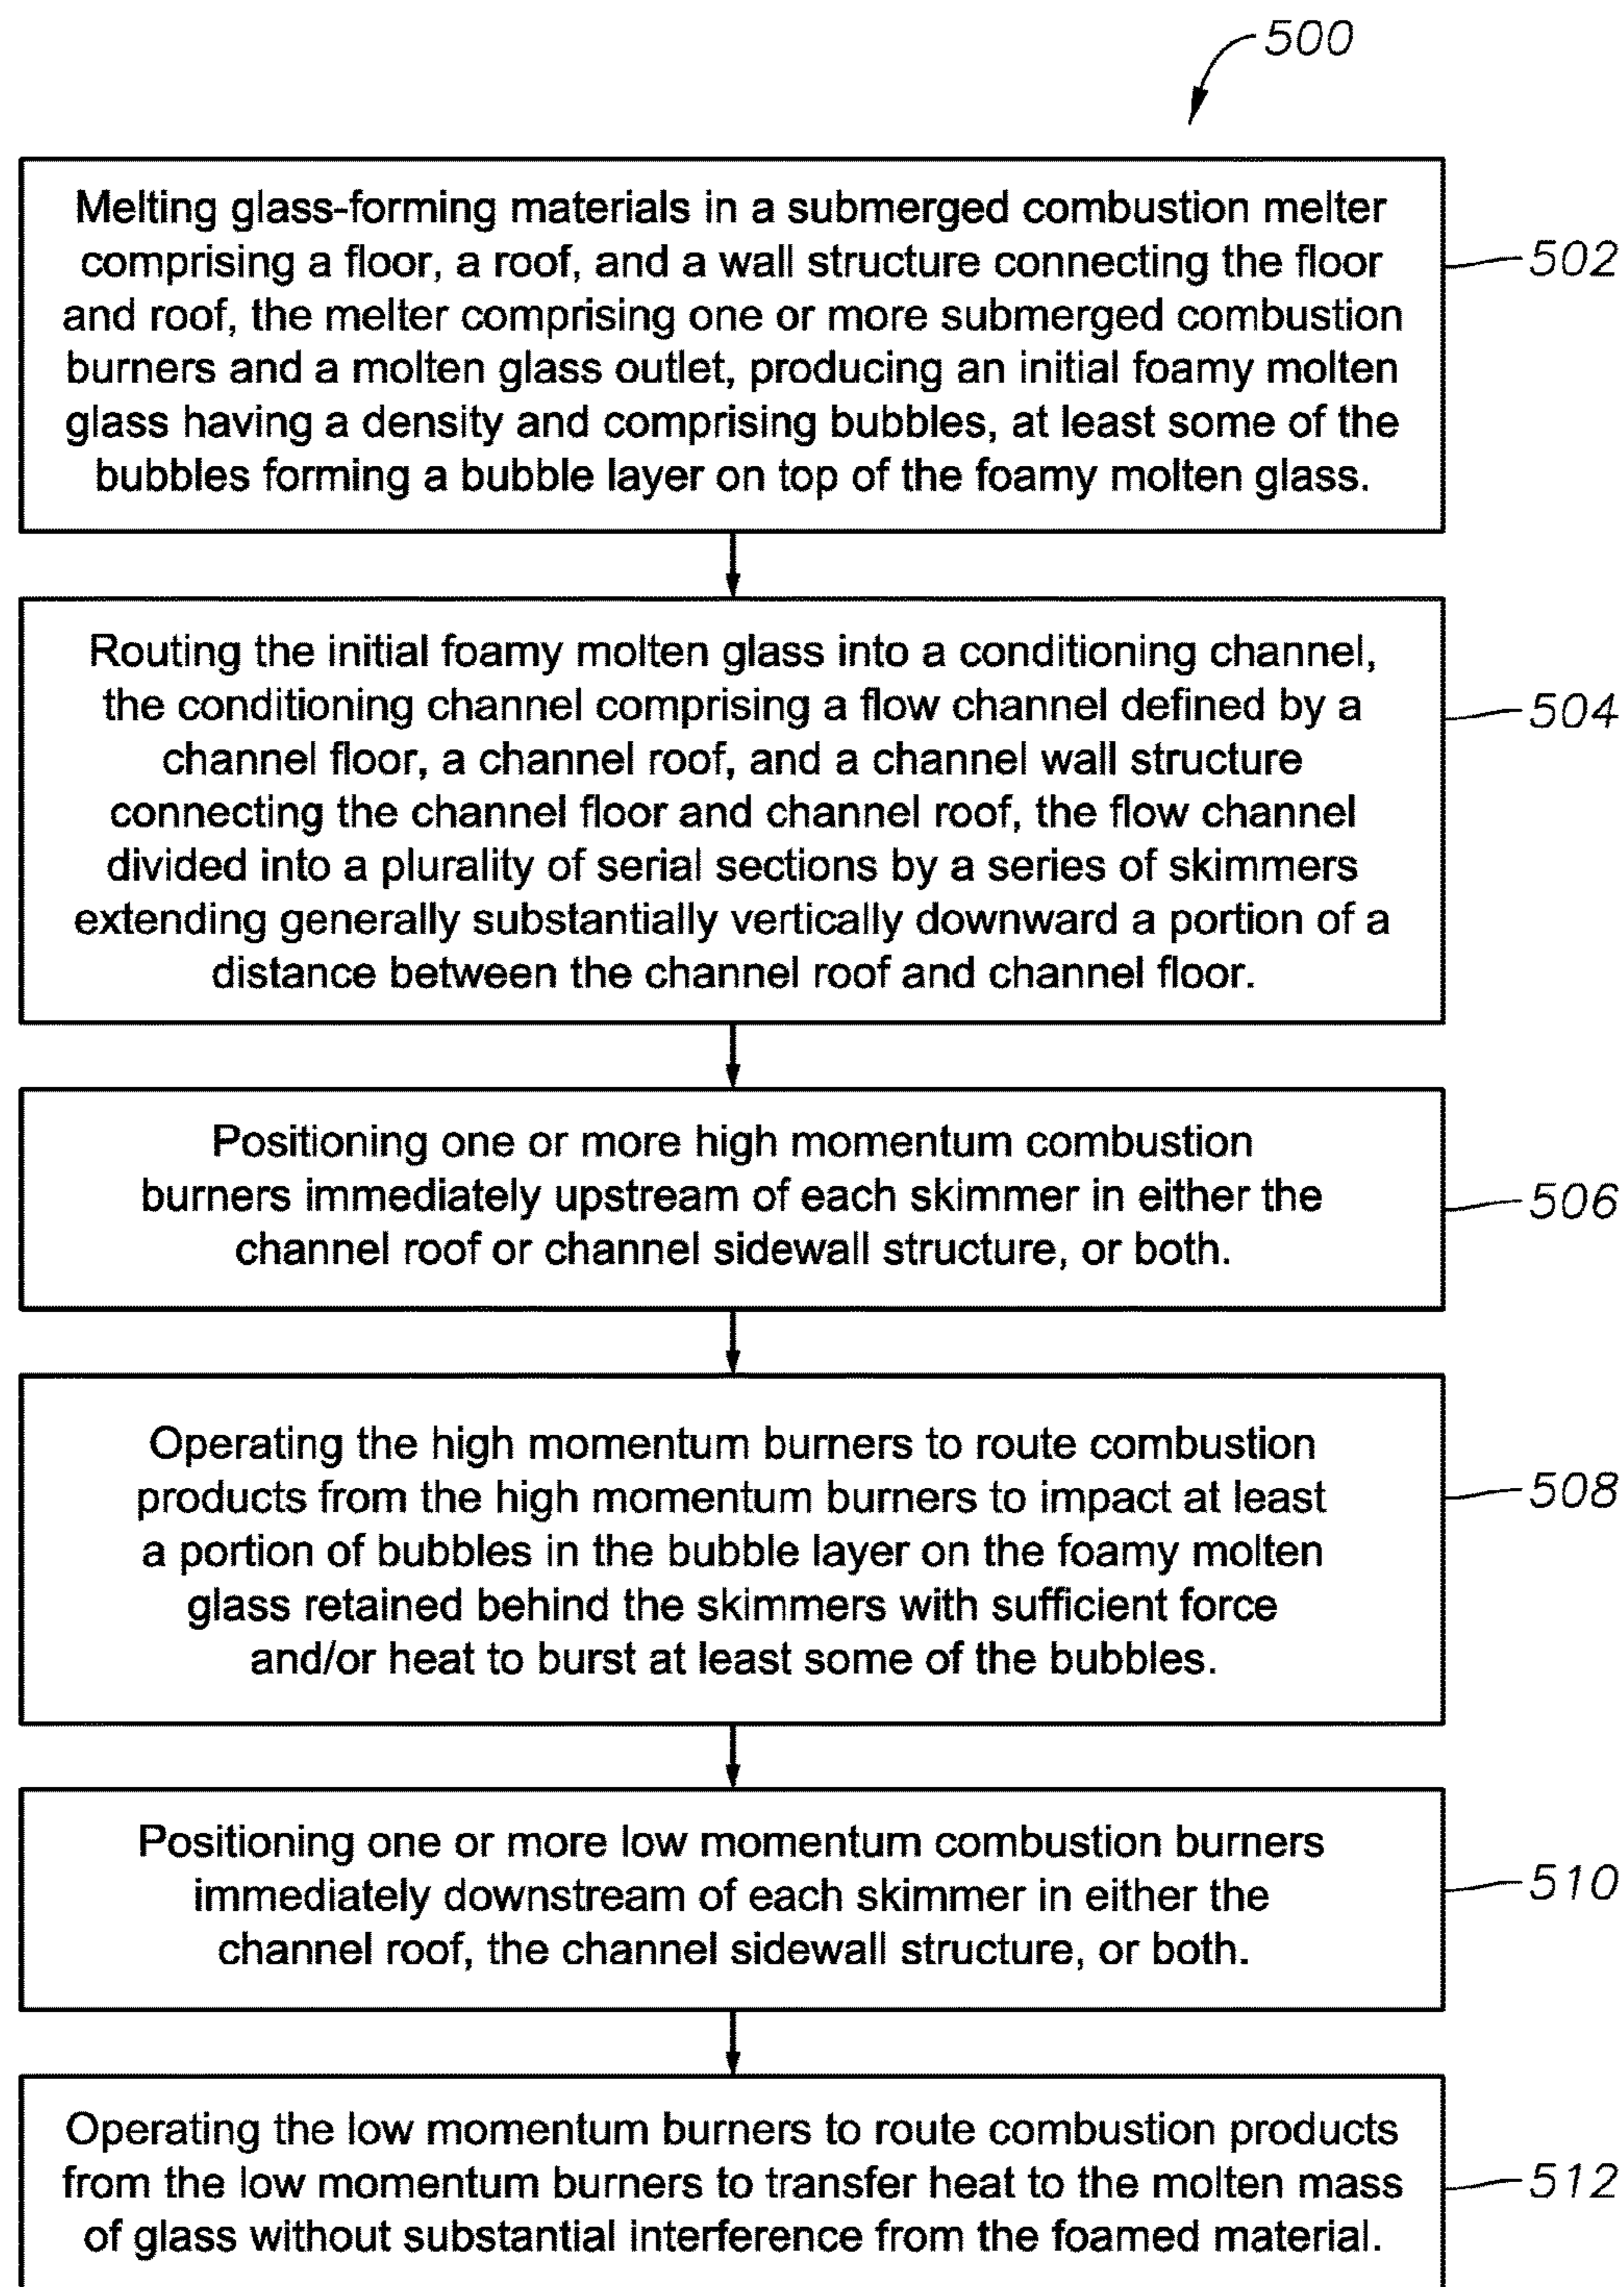 500
Melting glass-forming materials in a submerged combustion melter
comprising a floor, a roof, and a wall structure connecting the floor
and roof, the melter comprising one or more submerged combustion
burners and a molten glass outlet, producing an initial foamy molten
glass having a density and comprising bubbles, at least some of the
bubbles forming a bubble layer on top of the foamy molten glass.
502
Routing the initial foamy molten glass into a conditioning channel,
the conditioning channel comprising a flow channel defined by a
channel floor, a channel roof, and a channel wall structure
connecting the channel floor and channel roof, the flow channel
divided into a plurality of serial sections by a series of skimmers
extending generally substantially vertically downward a portion of a
distance between the channel roof and channel floor.
504
Positioning one or more high momentum combustion
burners immediately upstream of each skimmer in either the
channel roof or channel sidewall structure, or both.
506
Operating the high momentum burners to route combustion
products from the high momentum burners to impact at least
a portion of bubbles in the bubble layer on the foamy molten
glass retained behind the skimmers with sufficient force
and/or heat to burst at least some of the bubbles.
508
Positioning one or more low momentum combustion burners
immediately downstream of each skimmer in either the
channel roof, the channel sidewall structure, or both.
510
Operating the low momentum burners to route combustion products
from the low momentum burners to transfer heat to the molten mass
of glass without substantial interference from the foamed material.
512